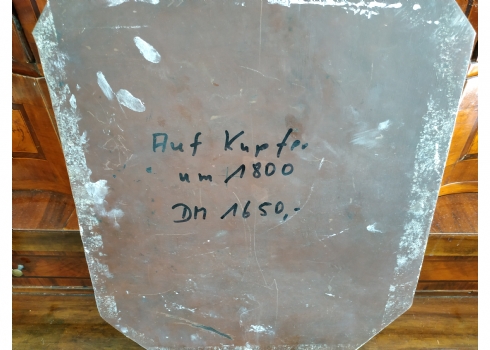 Auf Kupfer
um 1800
DM 1650,-